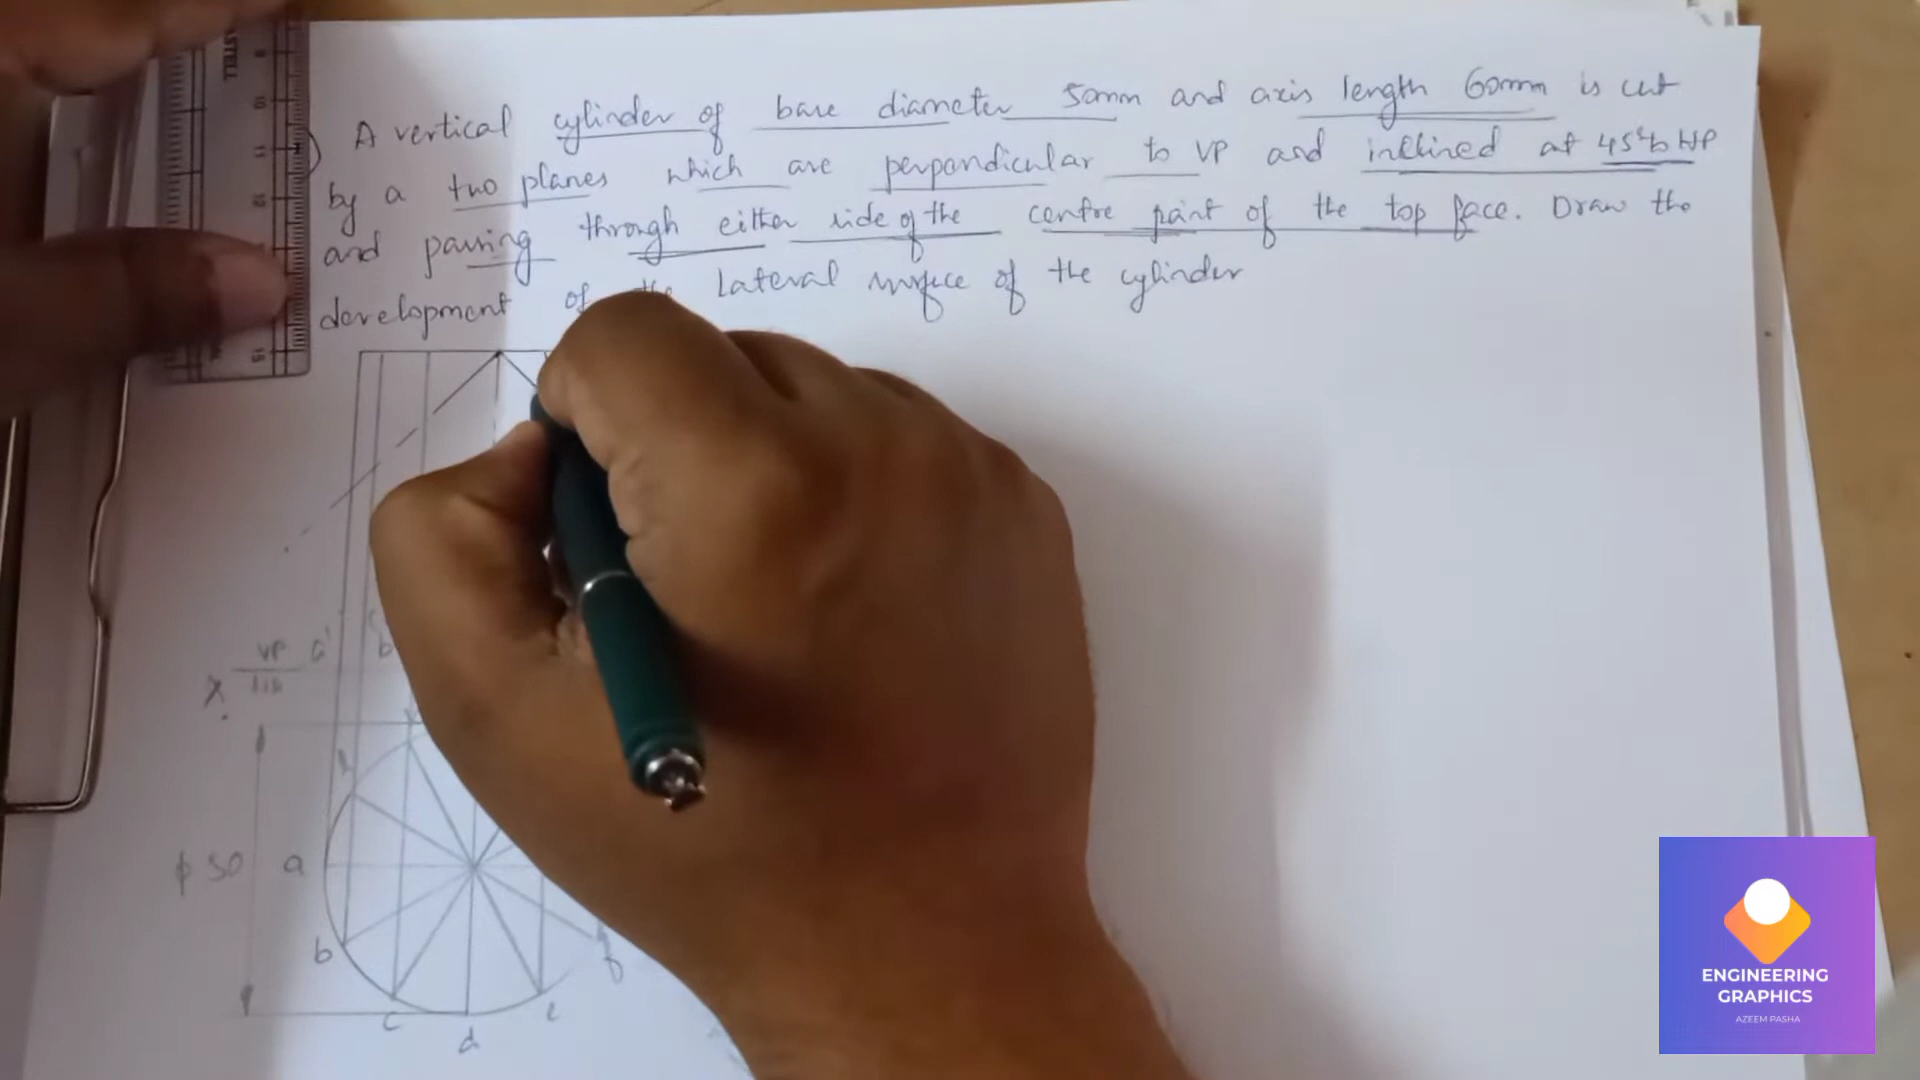 A vertical cylinder of base diameter 50mm and axis length 60mm is cut
by a two planes which are perpendicular to VP and inclined at 45° to HP
and passing through either side of the centre point of the top face. Draw the
development of the Lateral surface of the cylinder
VP a' b
X
ϕ 50 a
b
f
c e
d
ENGINEERING
GRAPHICS
AZEEM PASHA